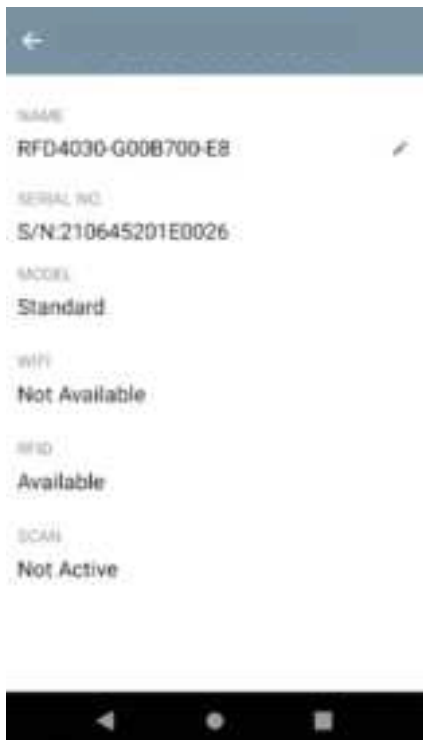 NAME
RFD4030-G00B700-E8
SERIAL NO.
S/N:210645201E0026
MODEL
Standard
WIFI
Not Available
RFID
Available
SCAN
Not Active